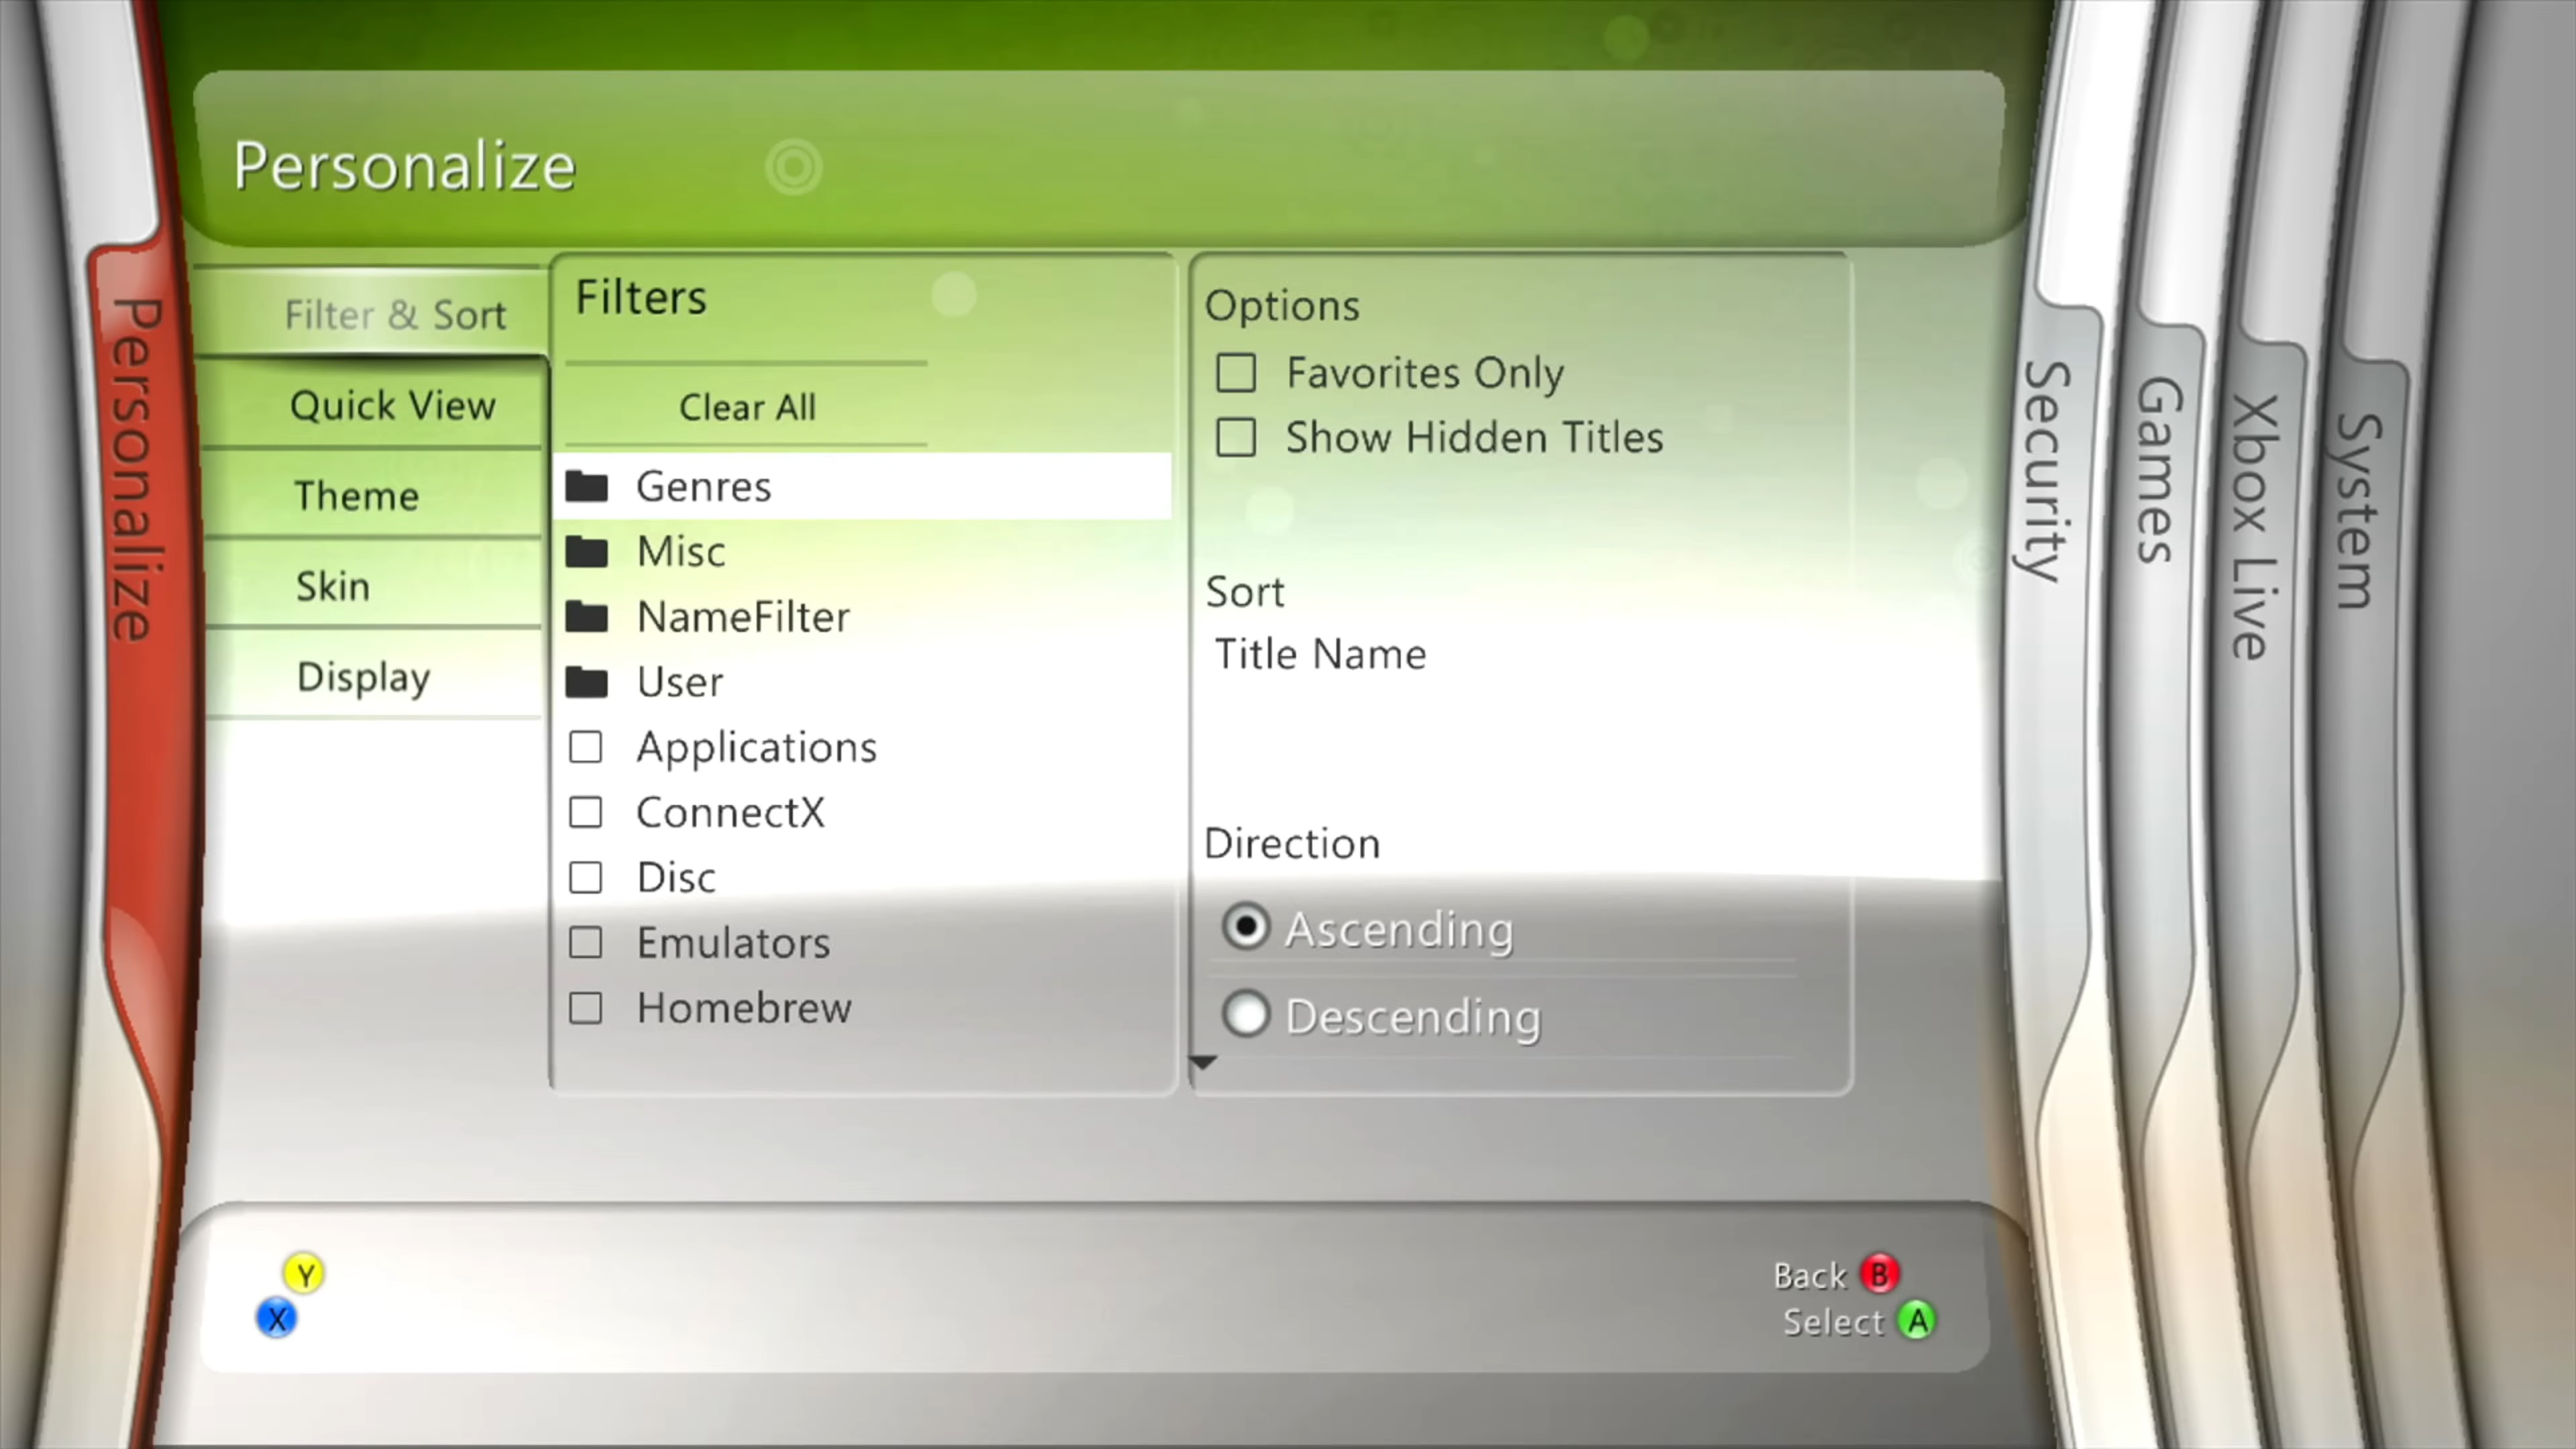 Personalize
Personalize
Filter & Sort
Quick View
Theme
Skin
Display
Filters
Clear All
Genres
Misc
NameFilter
User
Applications
ConnectX
Disc
Emulators
Homebrew
Options
Favorites Only
Show Hidden Titles
Sort
Title Name
Direction
Ascending
Descending
Security
Games
Xbox Live
System
Y
X
Back B
Select A